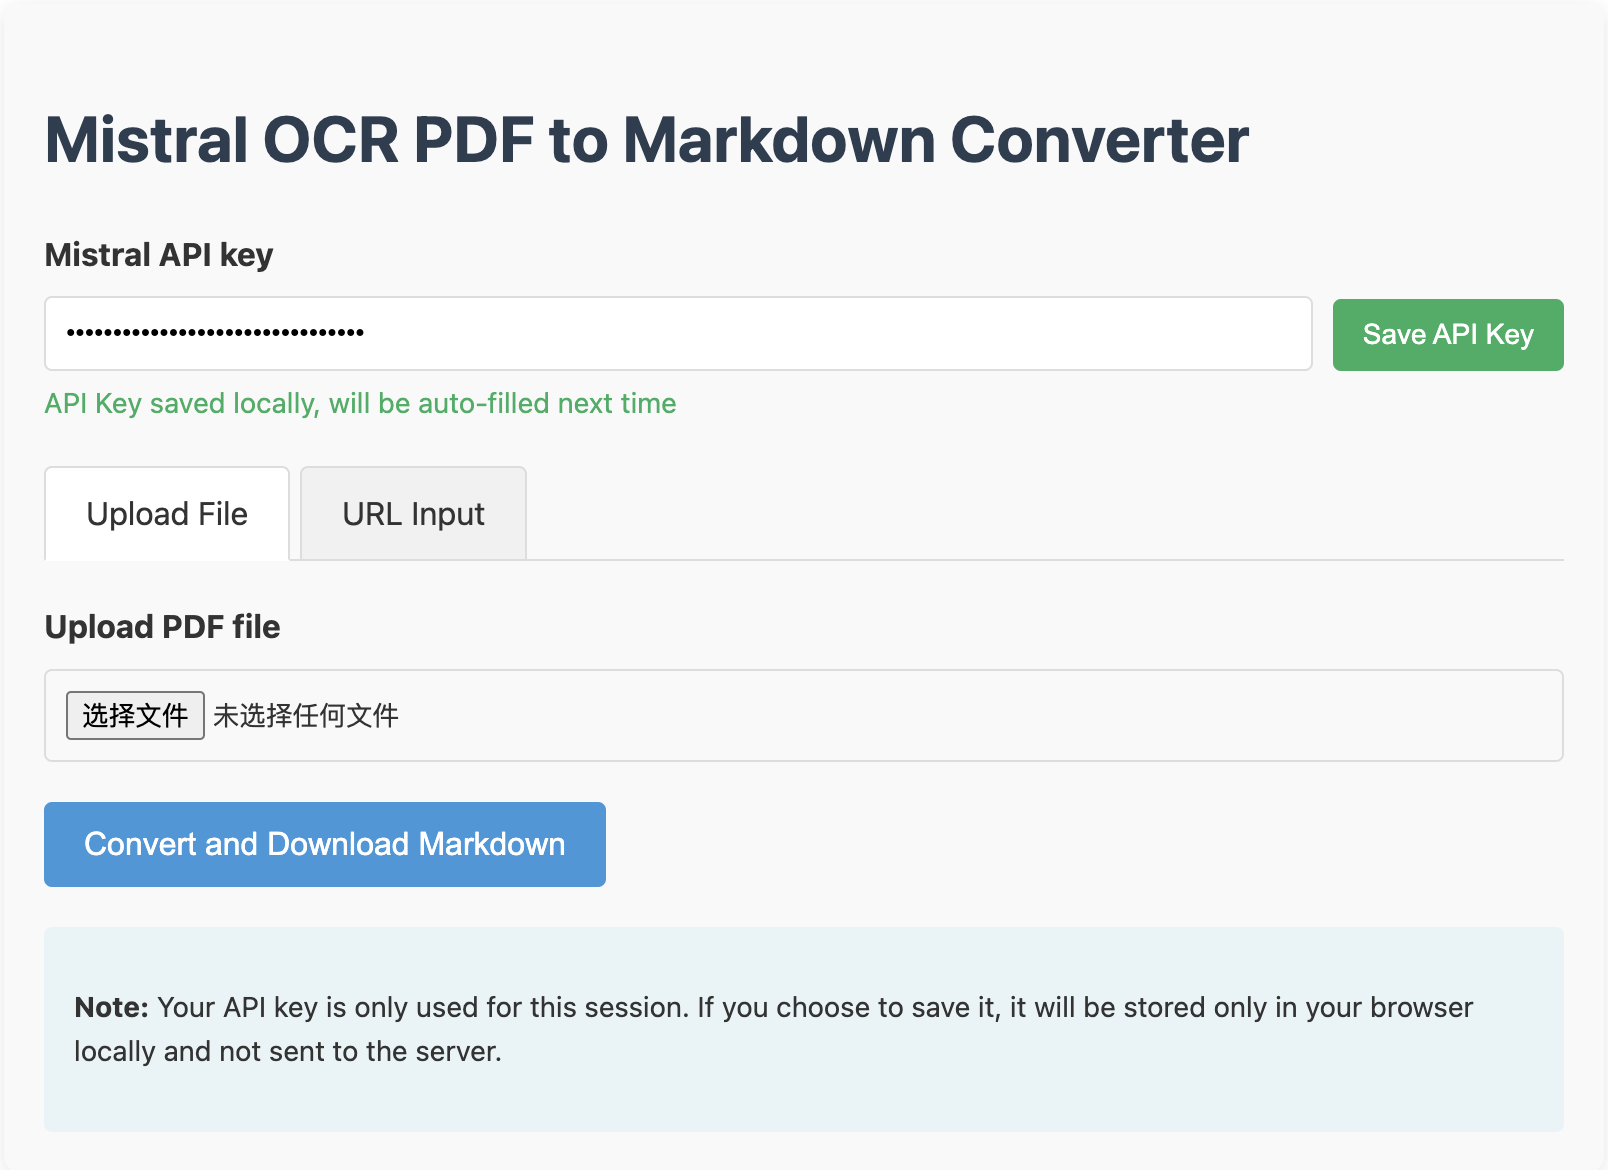 Mistral OCR PDF to Markdown Converter
Mistral API key
••••••••••••••••••••••••••••••••
Save API Key
API Key saved locally, will be auto-filled next time
Upload File
URL Input
Upload PDF file
选择文件 未选择任何文件
Convert and Download Markdown
Note: Your API key is only used for this session. If you choose to save it, it will be stored only in your browser
locally and not sent to the server.